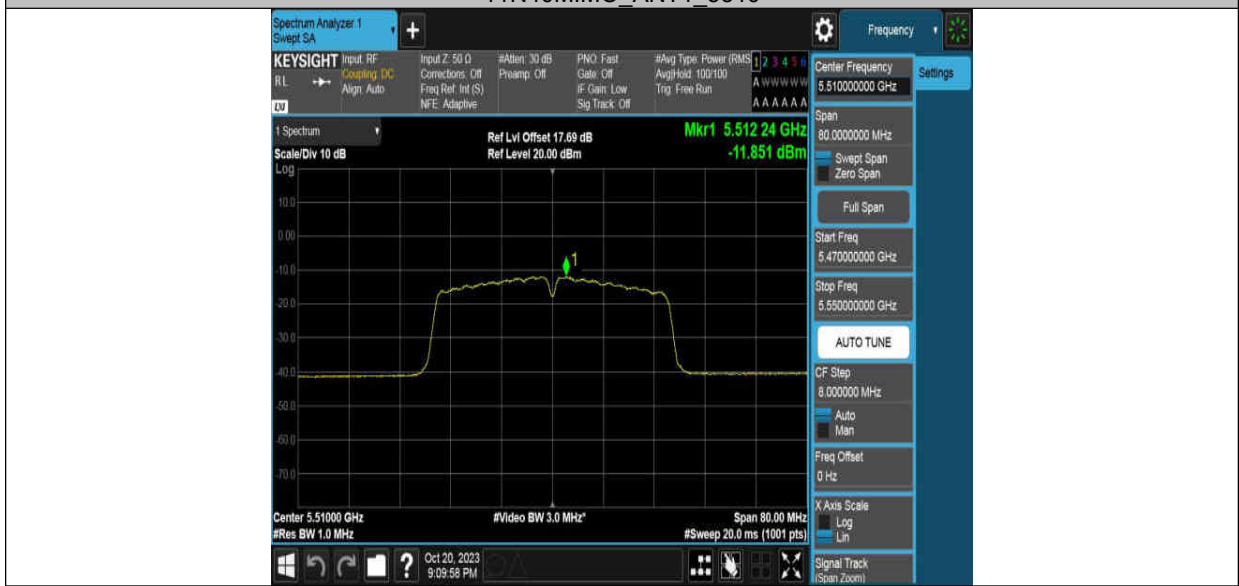 Spectrum Analyzer 1
Swept SA
+
Frequency
KEYSIGHT
RL
LXI
Input: RF
Coupling: DC
Align: Auto
Input Z: 50 Ω
Corrections: Off
Freq Ref: Int (S)
NFE: Adaptive
#Atten: 30 dB
Preamp: Off
PNO: Fast
Gate: Off
IF Gain: Low
Sig Track: Off
#Avg Type: Power (RMS
Avg|Hold: 100/100
Trig: Free Run
1 2 3 4 5 6
A W W W W W
A A A A A A
1 Spectrum
Scale/Div 10 dB
Log
Ref Lvl Offset 17.69 dB
Ref Level 20.00 dBm
Mkr1 5.512 24 GHz
-11.851 dBm
10.0
0.00
-10.0
-20.0
-30.0
-40.0
-50.0
-60.0
-70.0
1
Center 5.51000 GHz
#Res BW 1.0 MHz
#Video BW 3.0 MHz*
Span 80.00 MHz
#Sweep 20.0 ms (1001 pts)
?
Oct 20, 2023
9:09:58 PM
Center Frequency
5.510000000 GHz
Settings
Span
80.0000000 MHz
Swept Span
Zero Span
Full Span
Start Freq
5.470000000 GHz
Stop Freq
5.550000000 GHz
AUTO TUNE
CF Step
8.000000 MHz
Auto
Man
Freq Offset
0 Hz
X Axis Scale
Log
Lin
Signal Track
(Span Zoom)